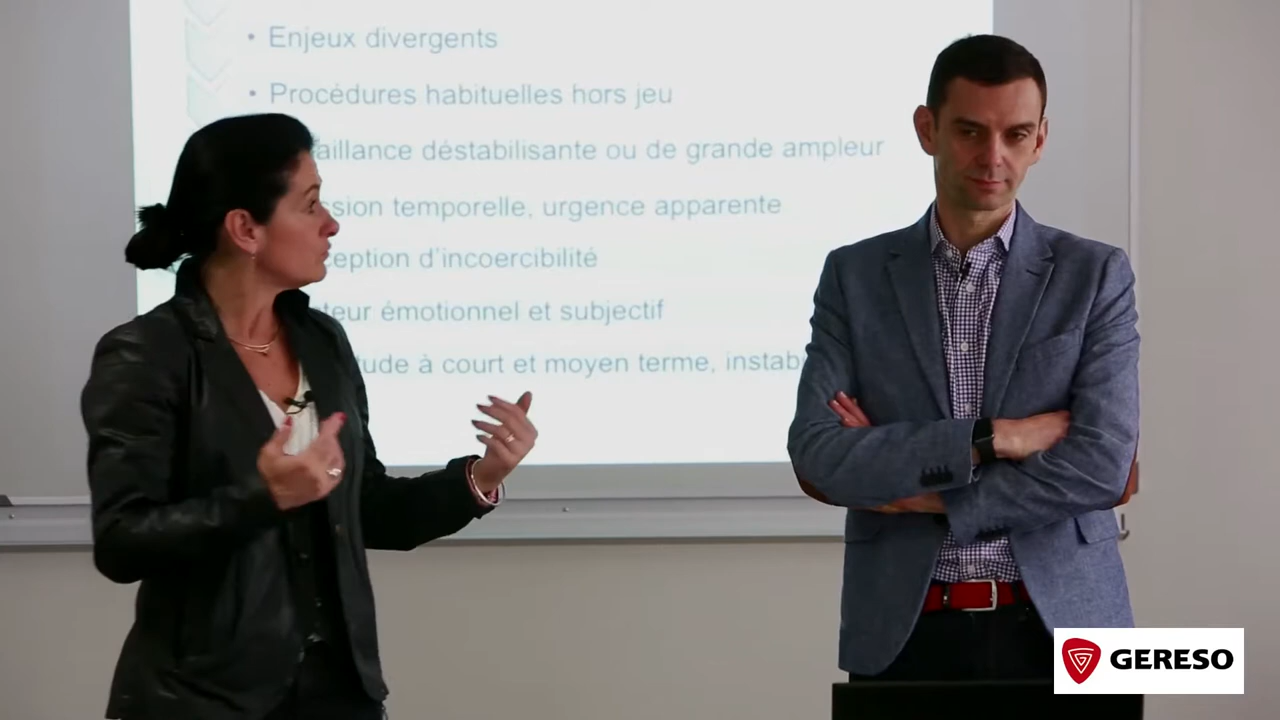 • Enjeux divergents
• Procédures habituelles hors jeu
aillance déstabilisante ou de grande ampleur
ssion temporelle, urgence apparente
ception d'incoercibilité
teur émotionnel et subjectif
tude à court et moyen terme, instab
GERESO